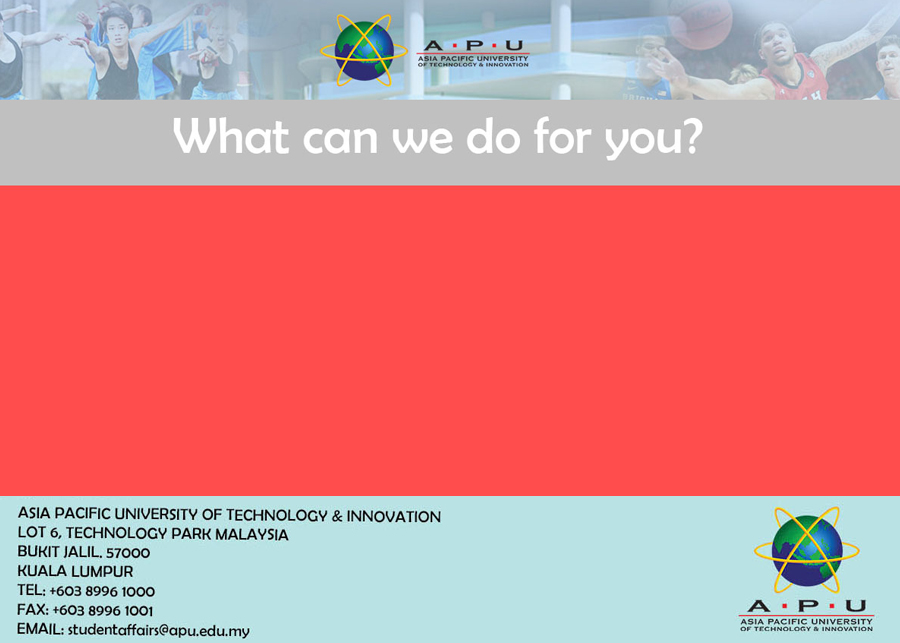 A·P·U
ASIA PACIFIC UNIVERSITY
OF TECHNOLOGY & INNOVATION
What can we do for you?
ASIA PACIFIC UNIVERSITY OF TECHNOLOGY & INNOVATION
LOT 6, TECHNOLOGY PARK MALAYSIA
BUKIT JALIL, 57000
KUALA LUMPUR
TEL: +603 8996 1000
FAX: +603 8996 1001
EMAIL: studentaffairs@apu.edu.my
A·P·U
ASIA PACIFIC UNIVERSITY
OF TECHNOLOGY & INNOVATION